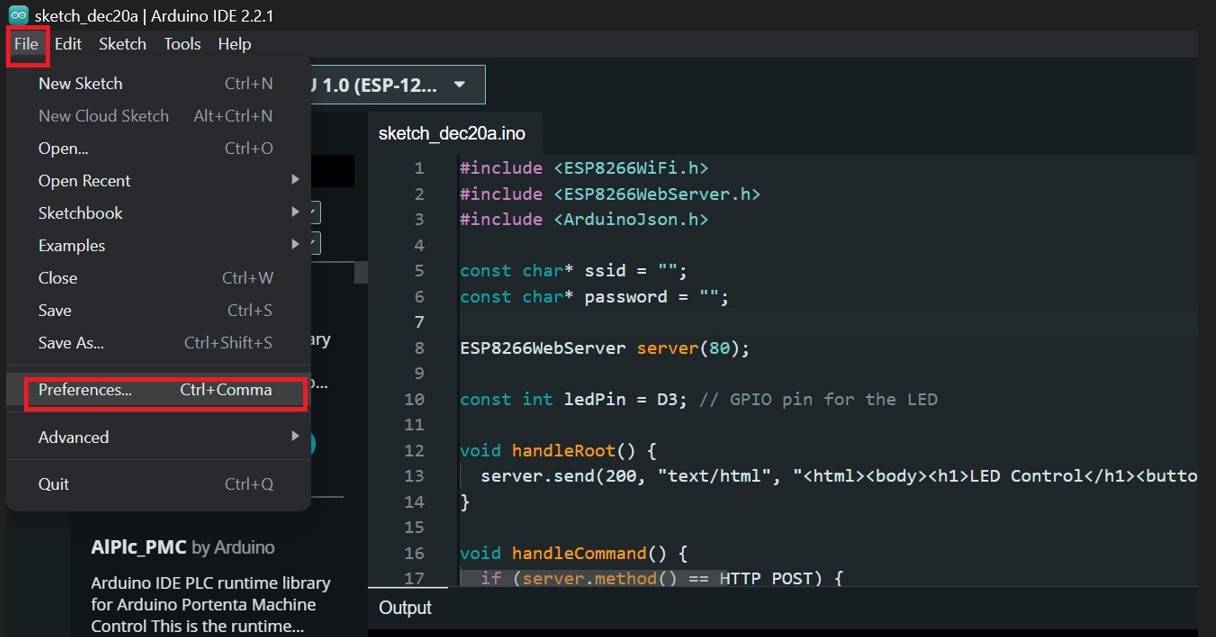 sketch_dec20a | Arduino IDE 2.2.1
File Edit Sketch Tools Help
New Sketch Ctrl+N
New Cloud Sketch Alt+Ctrl+N
Open... Ctrl+O
Open Recent
Sketchbook
Examples
Close Ctrl+W
Save Ctrl+S
Save As... Ctrl+Shift+S
Preferences... Ctrl+Comma
Advanced
Quit Ctrl+Q
1.0 (ESP-12...
AlPlc_PMC by Arduino
Arduino IDE PLC runtime library
for Arduino Portenta Machine
Control This is the runtime...
sketch_dec20a.ino
1 #include <ESP8266WiFi.h>
2 #include <ESP8266WebServer.h>
3 #include <ArduinoJson.h>
4
5 const char* ssid = "";
6 const char* password = "";
7
8 ESP8266WebServer server(80);
9
10 const int ledPin = D3; // GPIO pin for the LED
11
12 void handleRoot() {
13 server.send(200, "text/html", "<html><body><h1>LED Control</h1><butto
14 }
15
16 void handleCommand() {
17 if (server.method() == HTTP_POST) {
Output